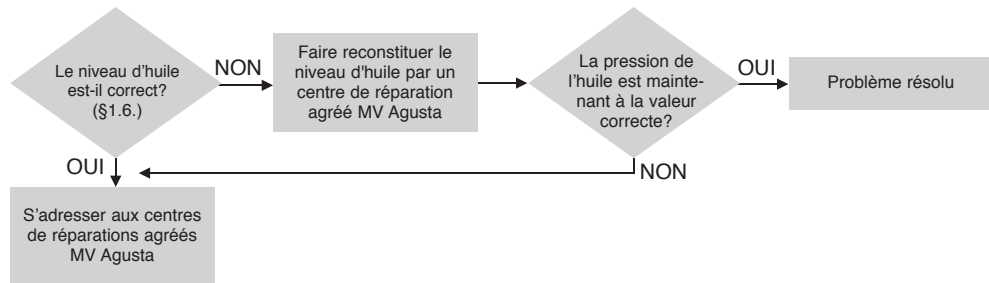 Le niveau d'huile
est-il correct?
(§1.6.)
NON
Faire reconstituer le
niveau d'huile par un
centre de réparation
agréé MV Agusta
La pression de
l'huile est mainte-
nant à la valeur
correcte?
OUI
Problème résolu
OUI
NON
S'adresser aux centres
de réparations agréés
MV Agusta